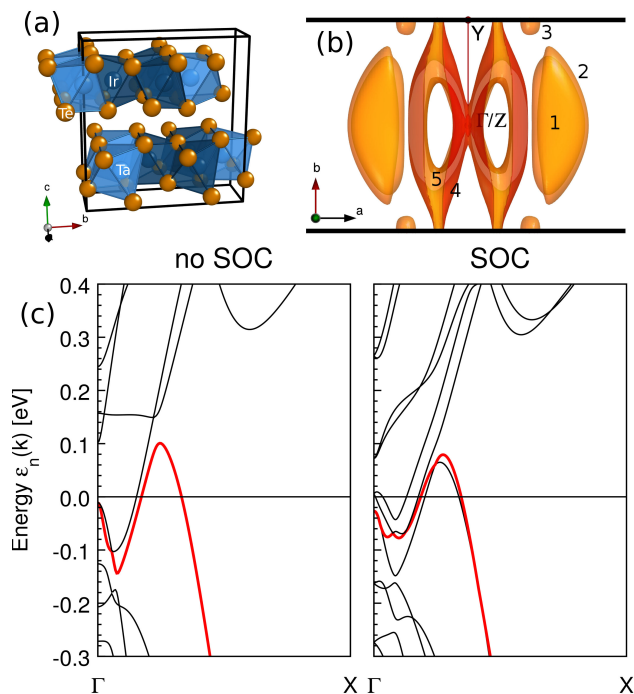 (a)
Ir
Te
Ta
c
b
a
(b)
Y
3
2
1
Γ/Z
5
4
b
a
no SOC
SOC
(c)
Energy ε_n(k) [eV]
0.4
0.3
0.2
0.1
0.0
-0.1
-0.2
-0.3
Γ
X
Γ
X